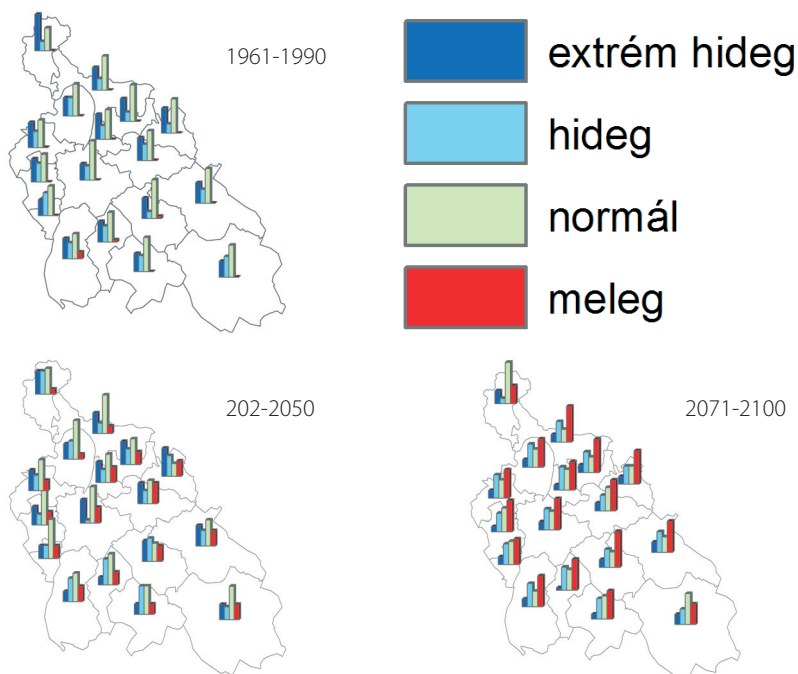 1961-1990
extrém hideg
hideg
normál
meleg
202-2050
2071-2100